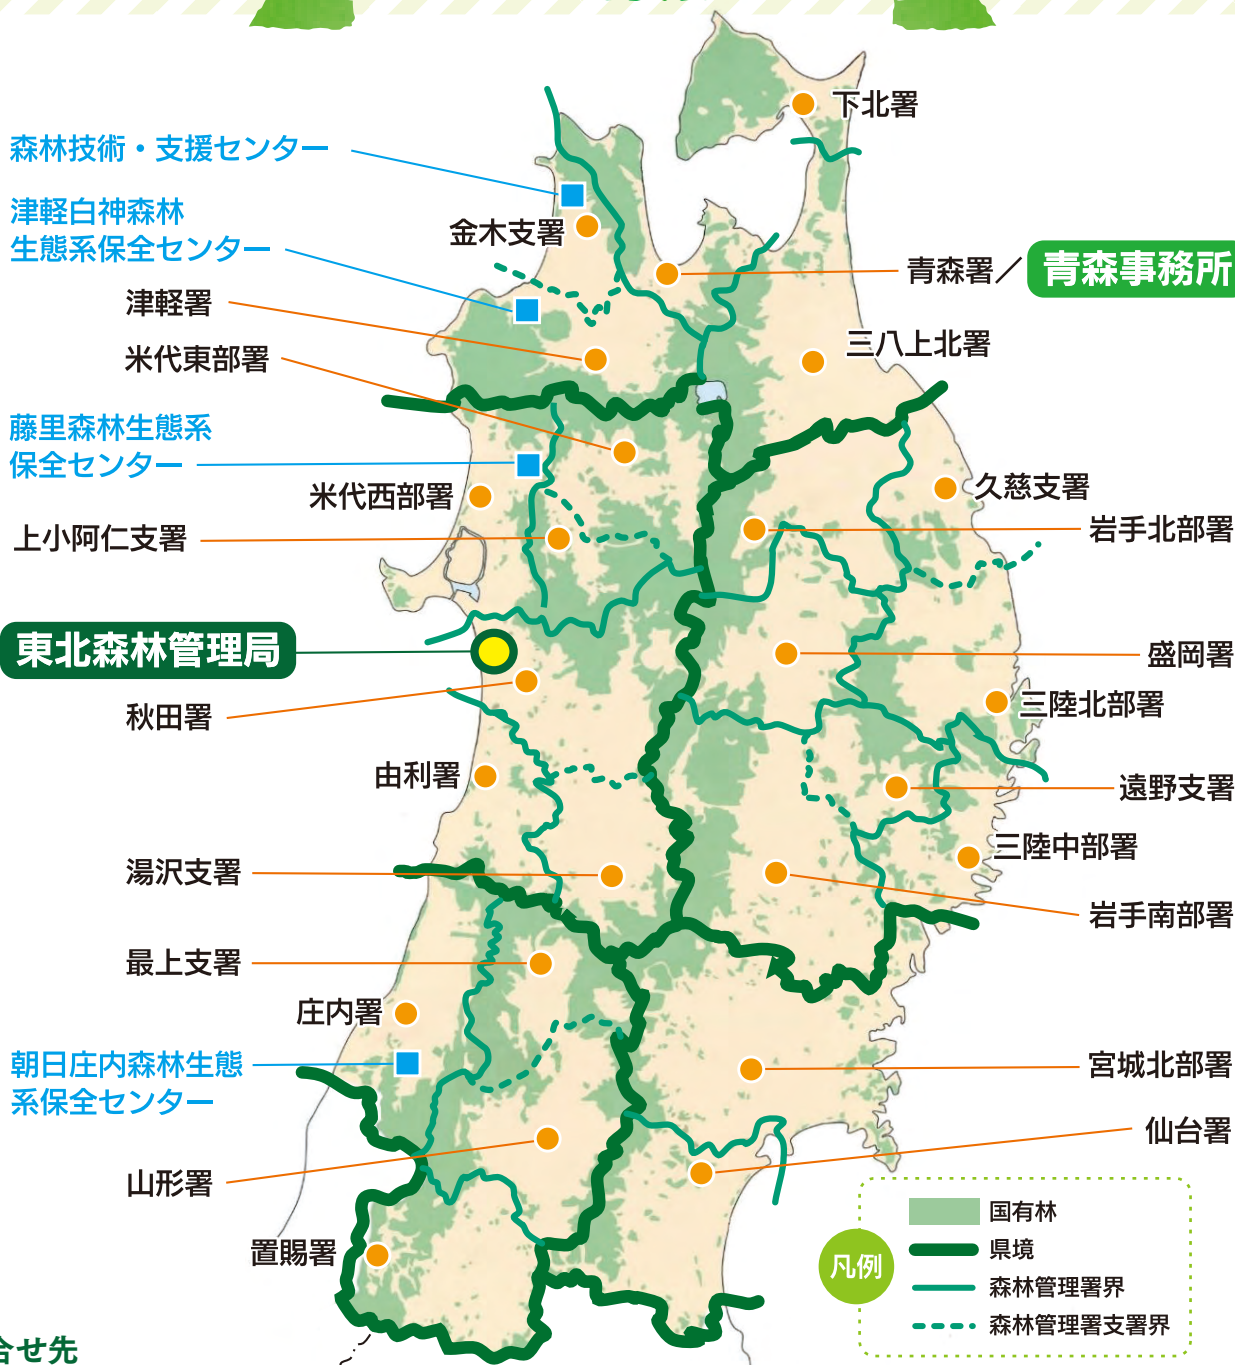 下北署
森林技術・支援センター
津軽白神森林
生態系保全センター
金木支署
青森署／
青森事務所
津軽署
三八上北署
米代東部署
藤里森林生態系
保全センター
米代西部署
久慈支署
岩手北部署
上小阿仁支署
東北森林管理局
盛岡署
三陸北部署
秋田署
由利署
遠野支署
三陸中部署
湯沢支署
岩手南部署
最上支署
庄内署
朝日庄内森林生態
系保全センター
宮城北部署
仙台署
山形署
置賜署
凡例
国有林
県境
森林管理署界
森林管理署支署界
合せ先